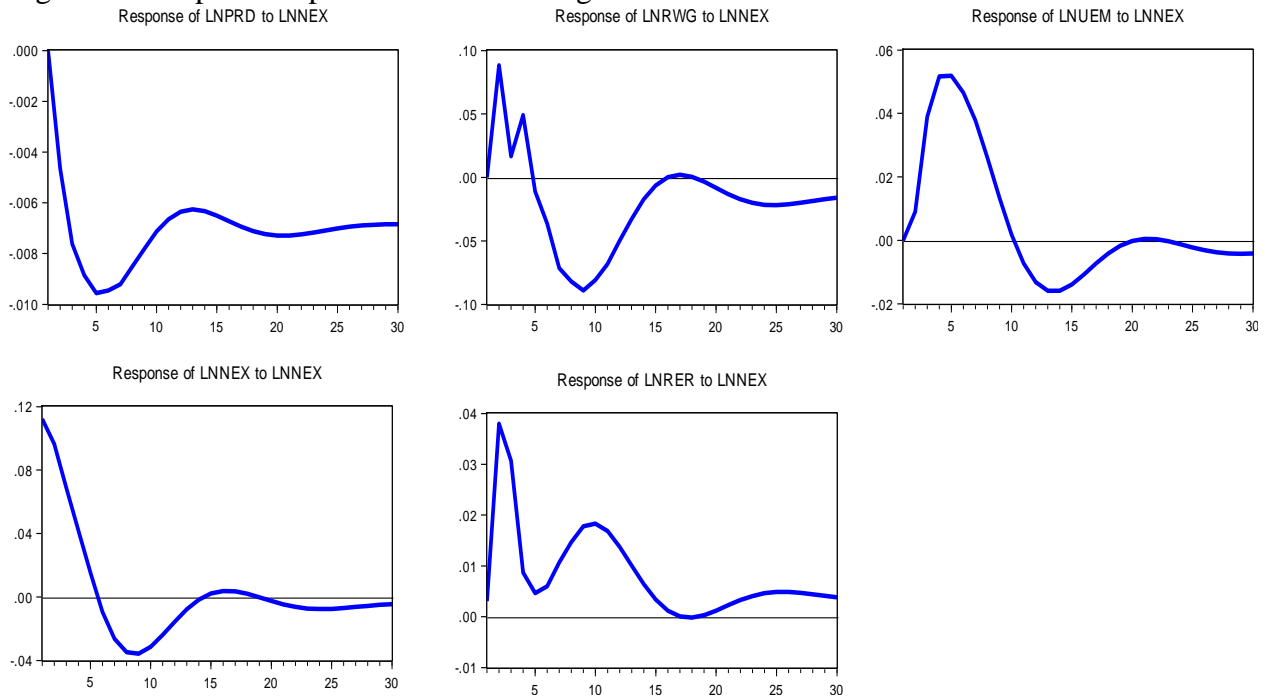 Response of LNPRD to LNNEX
.000
-.002
-.004
-.006
-.008
-.010
5 10 15 20 25 30
Response of LNRWG to LNNEX
.10
.05
.00
-.05
-.10
5 10 15 20 25 30
Response of LNUEM to LNNEX
.06
.04
.02
.00
-.02
5 10 15 20 25 30
Response of LNNEX to LNNEX
.12
.08
.04
.00
-.04
5 10 15 20 25 30
Response of LNRER to LNNEX
.04
.03
.02
.01
.00
-.01
5 10 15 20 25 30